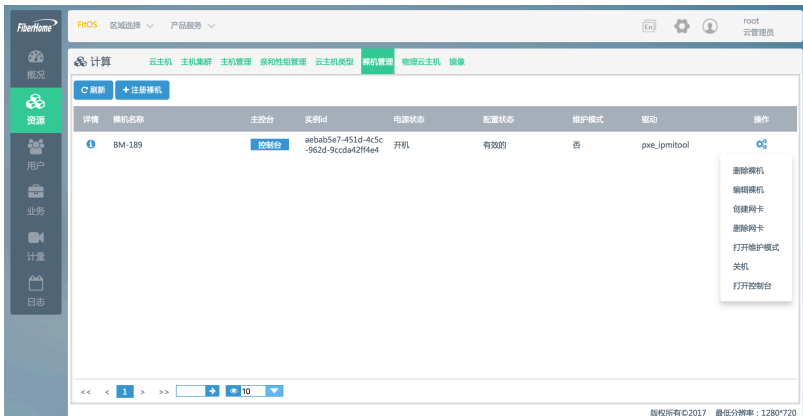 FiberHome
FitOS 区域选择 产品服务 En root
云管理员
概况
资源
用户
业务
计量
日志
计算 云主机 主机集群 主机管理 亲和性组管理 云主机类型 裸机管理 物理云主机 镜像
刷新 +注册裸机
详情 裸机名称 主控台 实例id 电源状态 配置状态 维护模式 驱动 操作
BM-189 控制台 aebab5e7-451d-4c5c
-962d-9ccda42ff4e4 开机 有效的 否 pxe_ipmitool
删除裸机
编辑裸机
创建网卡
删除网卡
打开维护模式
关机
打开控制台
<< < 1 > >> 10
版权所有©2017 最低分辨率：1280*720